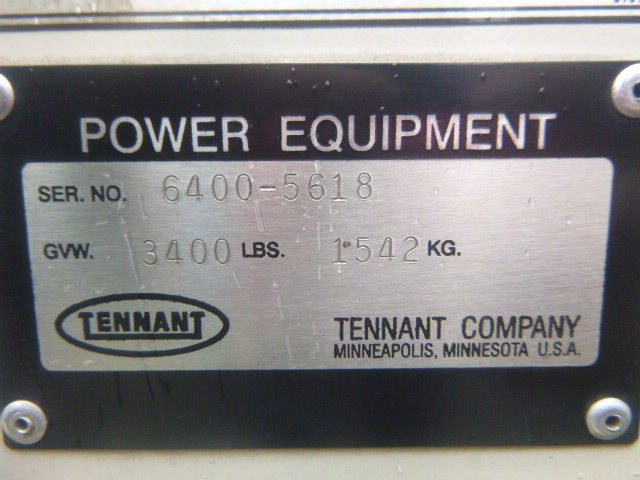 POWER EQUIPMENT
SER. NO. 6400-5618
GVW. 3400 LBS. 1542 KG.
TENNANT
TENNANT COMPANY
MINNEAPOLIS, MINNESOTA U.S.A.